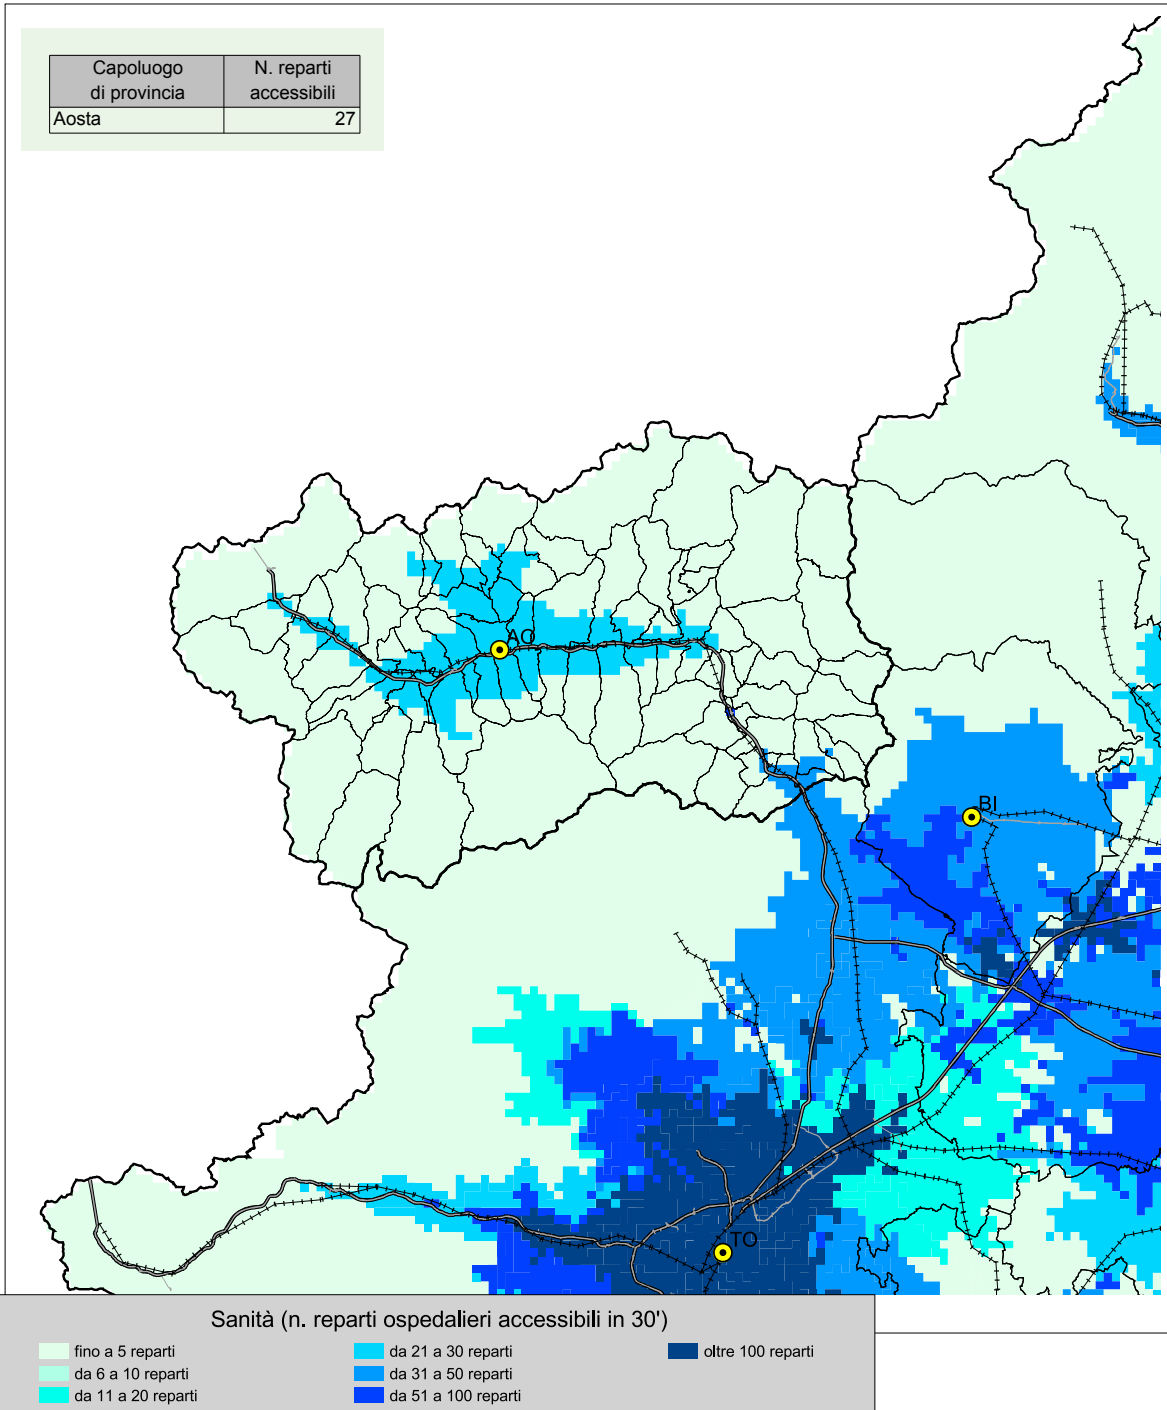 Capoluogo di provincia
N. reparti accessibili
Aosta 27
AO
BI
TO
Sanità (n. reparti ospedalieri accessibili in 30')
fino a 5 reparti
da 6 a 10 reparti
da 11 a 20 reparti
da 21 a 30 reparti
da 31 a 50 reparti
da 51 a 100 reparti
oltre 100 reparti